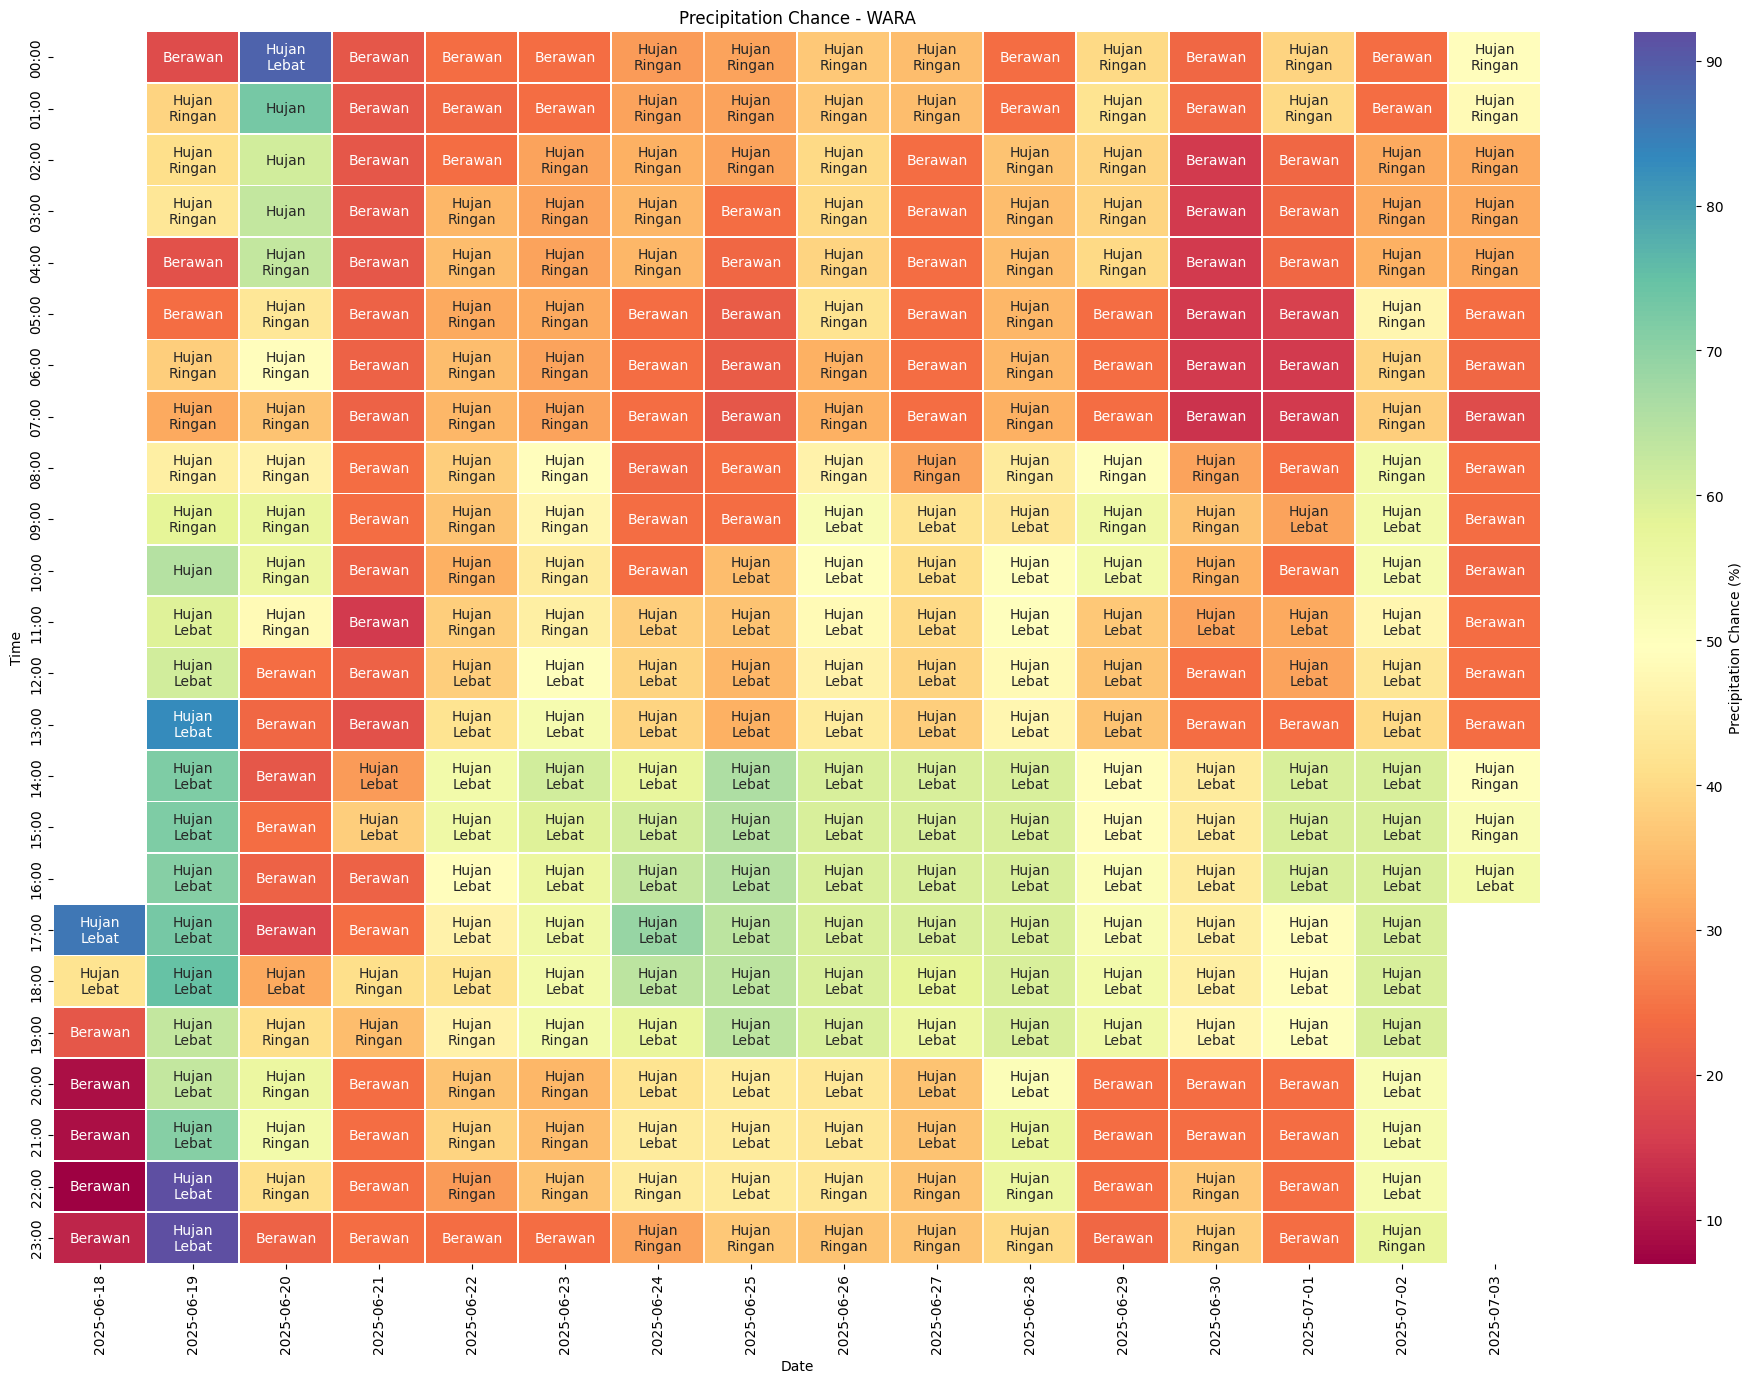 Precipitation Chance - WARA
00:00 Berawan Hujan Lebat Berawan Berawan Berawan Hujan Ringan Hujan Ringan Hujan Ringan Hujan Ringan Berawan Hujan Ringan Berawan Hujan Ringan Berawan Hujan Ringan
01:00 Hujan Ringan Hujan Berawan Berawan Berawan Hujan Ringan Hujan Ringan Hujan Ringan Hujan Ringan Berawan Hujan Ringan Berawan Hujan Ringan Berawan Hujan Ringan
02:00 Hujan Ringan Hujan Berawan Berawan Hujan Ringan Hujan Ringan Hujan Ringan Hujan Ringan Berawan Hujan Ringan Hujan Ringan Berawan Berawan Hujan Ringan Hujan Ringan
03:00 Hujan Ringan Hujan Berawan Hujan Ringan Hujan Ringan Hujan Ringan Berawan Hujan Ringan Berawan Hujan Ringan Hujan Ringan Berawan Berawan Hujan Ringan Hujan Ringan
04:00 Berawan Hujan Ringan Berawan Hujan Ringan Hujan Ringan Hujan Ringan Berawan Hujan Ringan Berawan Hujan Ringan Hujan Ringan Berawan Berawan Hujan Ringan Hujan Ringan
05:00 Berawan Hujan Ringan Berawan Hujan Ringan Hujan Ringan Berawan Berawan Hujan Ringan Berawan Hujan Ringan Berawan Berawan Berawan Hujan Ringan Berawan
06:00 Hujan Ringan Hujan Ringan Berawan Hujan Ringan Hujan Ringan Berawan Berawan Hujan Ringan Berawan Hujan Ringan Berawan Berawan Berawan Hujan Ringan Berawan
07:00 Hujan Ringan Hujan Ringan Berawan Hujan Ringan Hujan Ringan Berawan Berawan Hujan Ringan Berawan Hujan Ringan Berawan Berawan Berawan Hujan Ringan Berawan
08:00 Hujan Ringan Hujan Ringan Berawan Hujan Ringan Hujan Ringan Berawan Berawan Hujan Ringan Hujan Ringan Hujan Ringan Hujan Ringan Hujan Ringan Berawan Hujan Ringan Berawan
09:00 Hujan Ringan Hujan Ringan Berawan Hujan Ringan Hujan Ringan Berawan Berawan Hujan Lebat Hujan Lebat Hujan Lebat Hujan Ringan Hujan Ringan Hujan Lebat Hujan Lebat Berawan
10:00 Hujan Hujan Ringan Berawan Hujan Ringan Hujan Ringan Berawan Hujan Lebat Hujan Lebat Hujan Lebat Hujan Lebat Hujan Lebat Hujan Ringan Berawan Hujan Lebat Berawan
11:00 Hujan Lebat Hujan Ringan Berawan Hujan Ringan Hujan Ringan Hujan Lebat Hujan Lebat Hujan Lebat Hujan Lebat Hujan Lebat Hujan Lebat Hujan Lebat Hujan Lebat Hujan Lebat Berawan
12:00 Hujan Lebat Berawan Berawan Hujan Lebat Hujan Lebat Hujan Lebat Hujan Lebat Hujan Lebat Hujan Lebat Hujan Lebat Hujan Lebat Berawan Hujan Lebat Hujan Lebat Berawan
13:00 Hujan Lebat Berawan Berawan Hujan Lebat Hujan Lebat Hujan Lebat Hujan Lebat Hujan Lebat Hujan Lebat Hujan Lebat Hujan Lebat Berawan Berawan Hujan Lebat Berawan
14:00 Hujan Lebat Berawan Hujan Lebat Hujan Lebat Hujan Lebat Hujan Lebat Hujan Lebat Hujan Lebat Hujan Lebat Hujan Lebat Hujan Lebat Hujan Lebat Hujan Lebat Hujan Lebat Hujan Ringan
15:00 Hujan Lebat Berawan Hujan Lebat Hujan Lebat Hujan Lebat Hujan Lebat Hujan Lebat Hujan Lebat Hujan Lebat Hujan Lebat Hujan Lebat Hujan Lebat Hujan Lebat Hujan Lebat Hujan Ringan
16:00 Hujan Lebat Berawan Berawan Hujan Lebat Hujan Lebat Hujan Lebat Hujan Lebat Hujan Lebat Hujan Lebat Hujan Lebat Hujan Lebat Hujan Lebat Hujan Lebat Hujan Lebat Hujan Lebat
17:00 Hujan Lebat Hujan Lebat Berawan Berawan Hujan Lebat Hujan Lebat Hujan Lebat Hujan Lebat Hujan Lebat Hujan Lebat Hujan Lebat Hujan Lebat Hujan Lebat Hujan Lebat Hujan Lebat
18:00 Hujan Lebat Hujan Lebat Hujan Lebat Hujan Ringan Hujan Lebat Hujan Lebat Hujan Lebat Hujan Lebat Hujan Lebat Hujan Lebat Hujan Lebat Hujan Lebat Hujan Lebat Hujan Lebat Hujan Lebat
19:00 Berawan Hujan Lebat Hujan Ringan Hujan Ringan Hujan Ringan Hujan Ringan Hujan Lebat Hujan Lebat Hujan Lebat Hujan Lebat Hujan Lebat Hujan Lebat Hujan Lebat Hujan Lebat Hujan Lebat
20:00 Berawan Hujan Lebat Hujan Ringan Berawan Hujan Ringan Hujan Ringan Hujan Lebat Hujan Lebat Hujan Lebat Hujan Lebat Hujan Lebat Berawan Berawan Berawan Hujan Lebat
21:00 Berawan Hujan Lebat Hujan Ringan Berawan Hujan Ringan Hujan Ringan Hujan Lebat Hujan Lebat Hujan Lebat Hujan Lebat Hujan Lebat Berawan Berawan Berawan Hujan Lebat
22:00 Berawan Hujan Lebat Hujan Ringan Berawan Hujan Ringan Hujan Ringan Hujan Ringan Hujan Lebat Hujan Ringan Hujan Ringan Hujan Ringan Berawan Hujan Ringan Berawan Hujan Lebat
23:00 Berawan Hujan Lebat Berawan Berawan Berawan Berawan Hujan Ringan Hujan Ringan Hujan Ringan Hujan Ringan Hujan Ringan Berawan Hujan Ringan Berawan Hujan Ringan
Time
2025-06-18 2025-06-19 2025-06-20 2025-06-21 2025-06-22 2025-06-23 2025-06-24 2025-06-25 2025-06-26 2025-06-27 2025-06-28 2025-06-29 2025-06-30 2025-07-01 2025-07-02 2025-07-03
Date
90
80
70
60
50
40
30
20
10
Precipitation Chance (%)